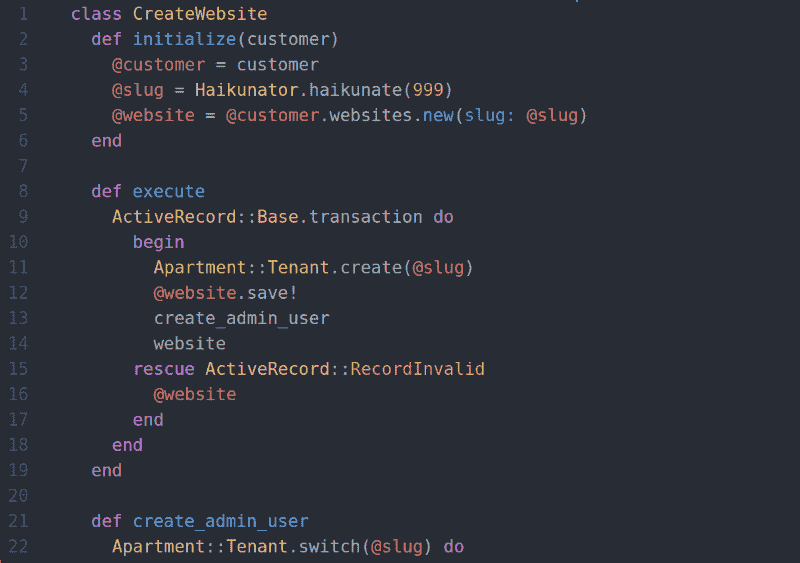 1 class CreateWebsite
2 def initialize(customer)
3 @customer = customer
4 @slug = Haikunator.haikunate(999)
5 @website = @customer.websites.new(slug: @slug)
6 end
7
8 def execute
9 ActiveRecord::Base.transaction do
10 begin
11 Apartment::Tenant.create(@slug)
12 @website.save!
13 create_admin_user
14 website
15 rescue ActiveRecord::RecordInvalid
16 @website
17 end
18 end
19 end
20
21 def create_admin_user
22 Apartment::Tenant.switch(@slug) do